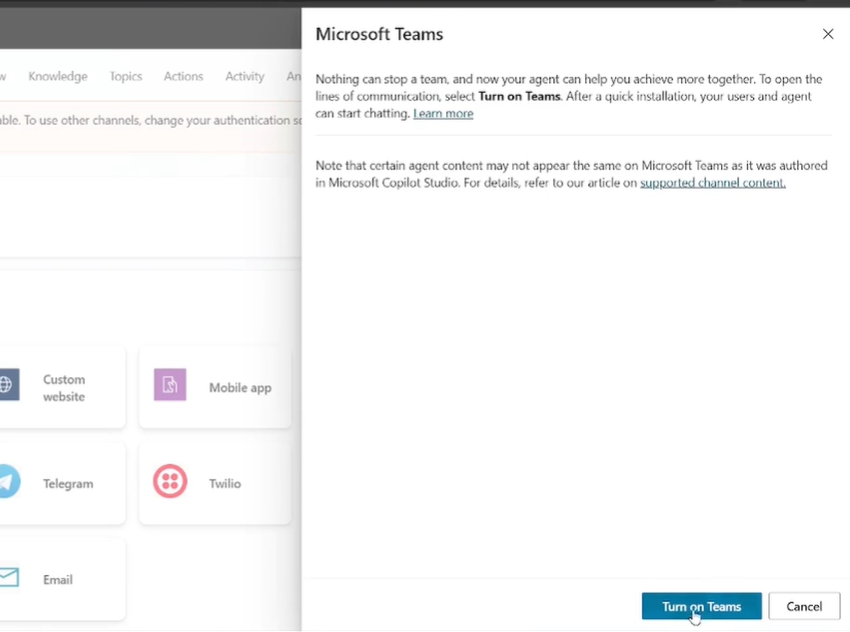 Microsoft Teams
Nothing can stop a team, and now your agent can help you achieve more together. To open the
lines of communication, select Turn on Teams. After a quick installation, your users and agent
can start chatting. Learn more
Note that certain agent content may not appear the same on Microsoft Teams as it was authored
in Microsoft Copilot Studio. For details, refer to our article on supported channel content.
Turn on Teams Cancel
Knowledge Topics Actions Activity
To use other channels, change your authentication
Custom
website
Mobile app
Telegram
Twilio
Email